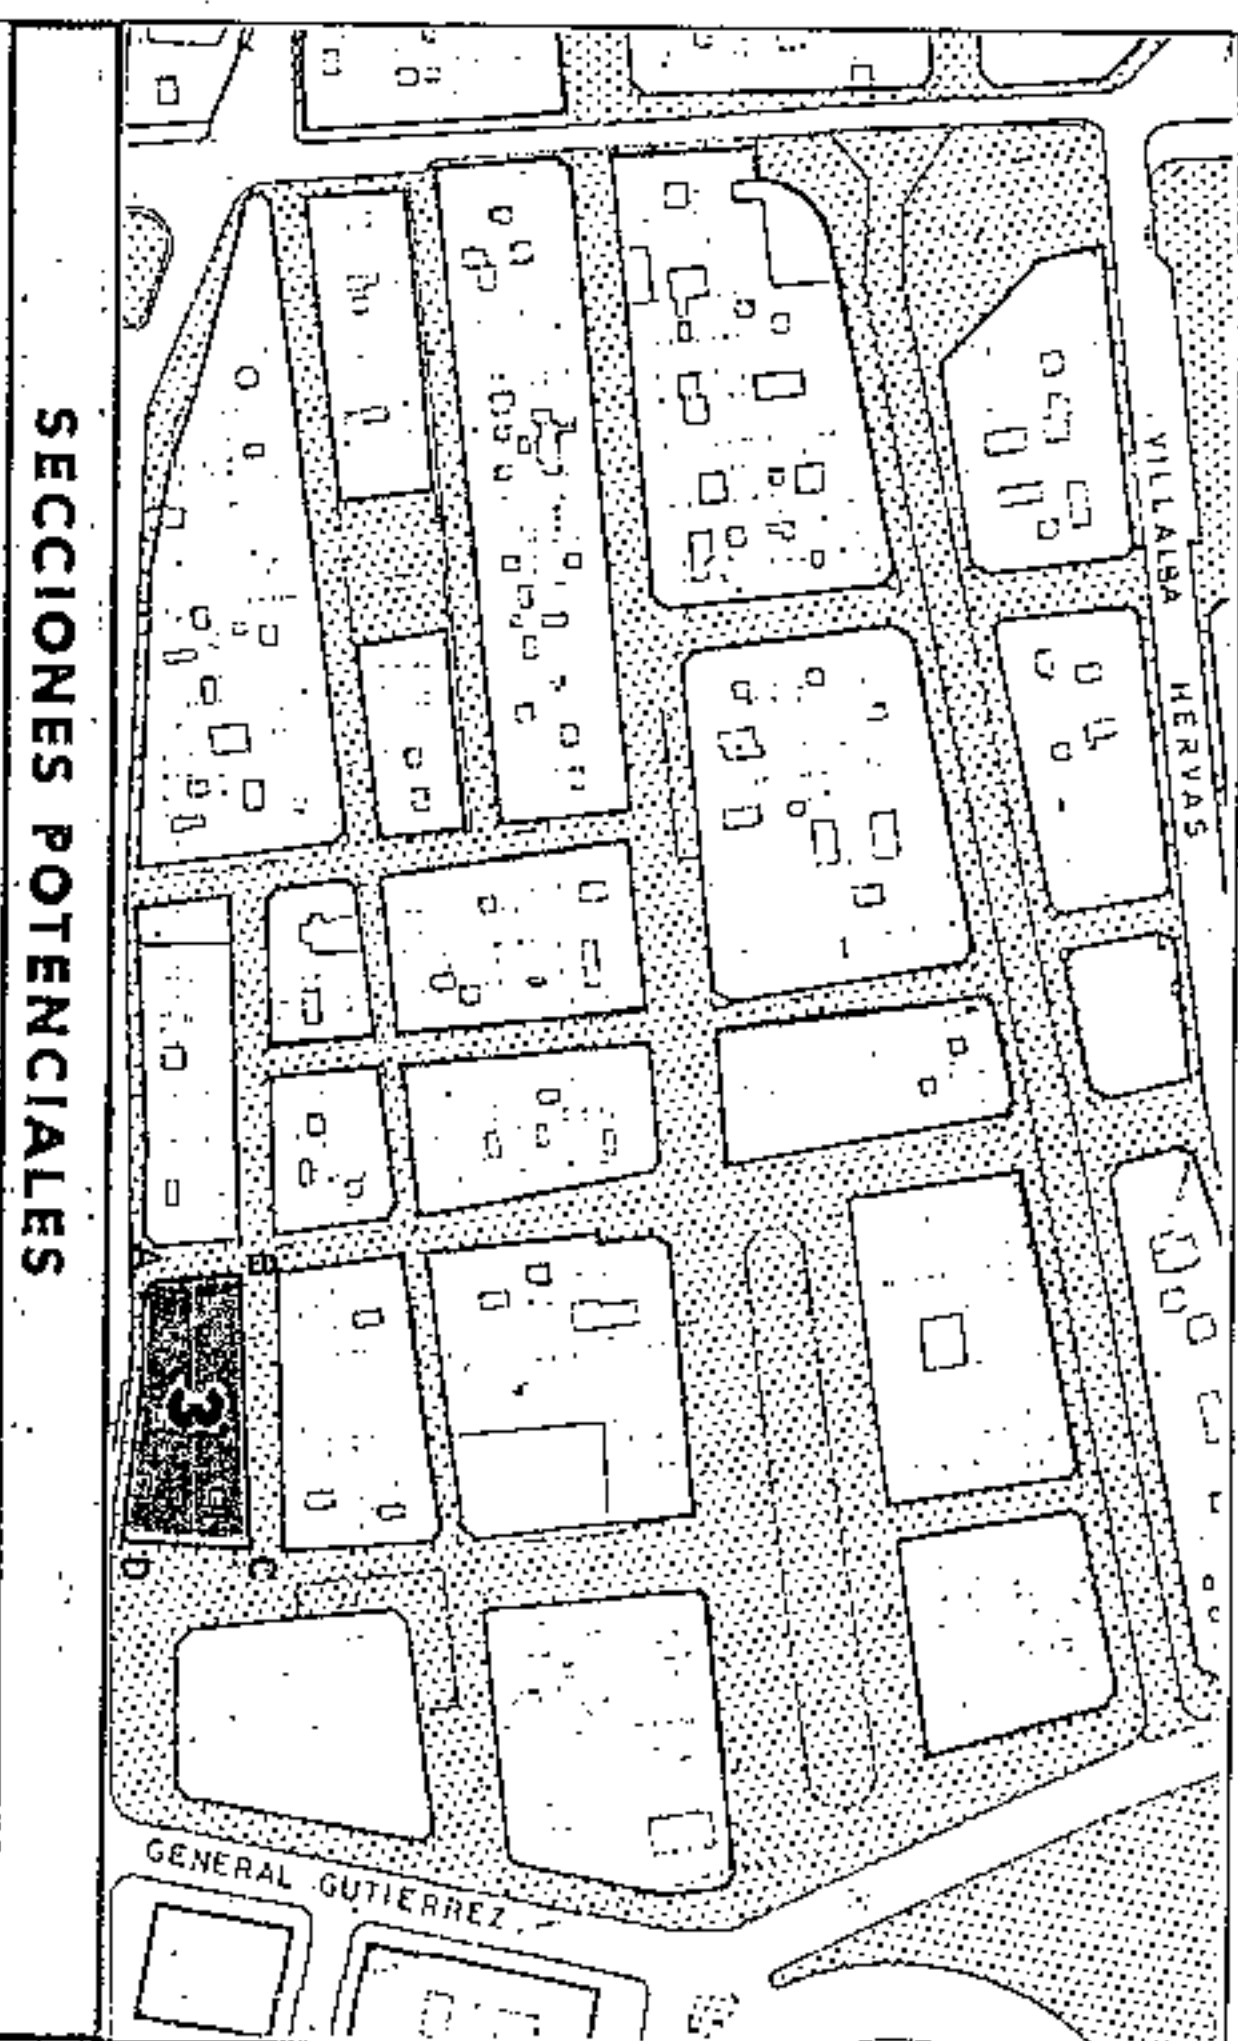 SECCIONES POTENCIALES
VILLALBA HERVAS
A
B
3
D
C
GENERAL GUTIERREZ